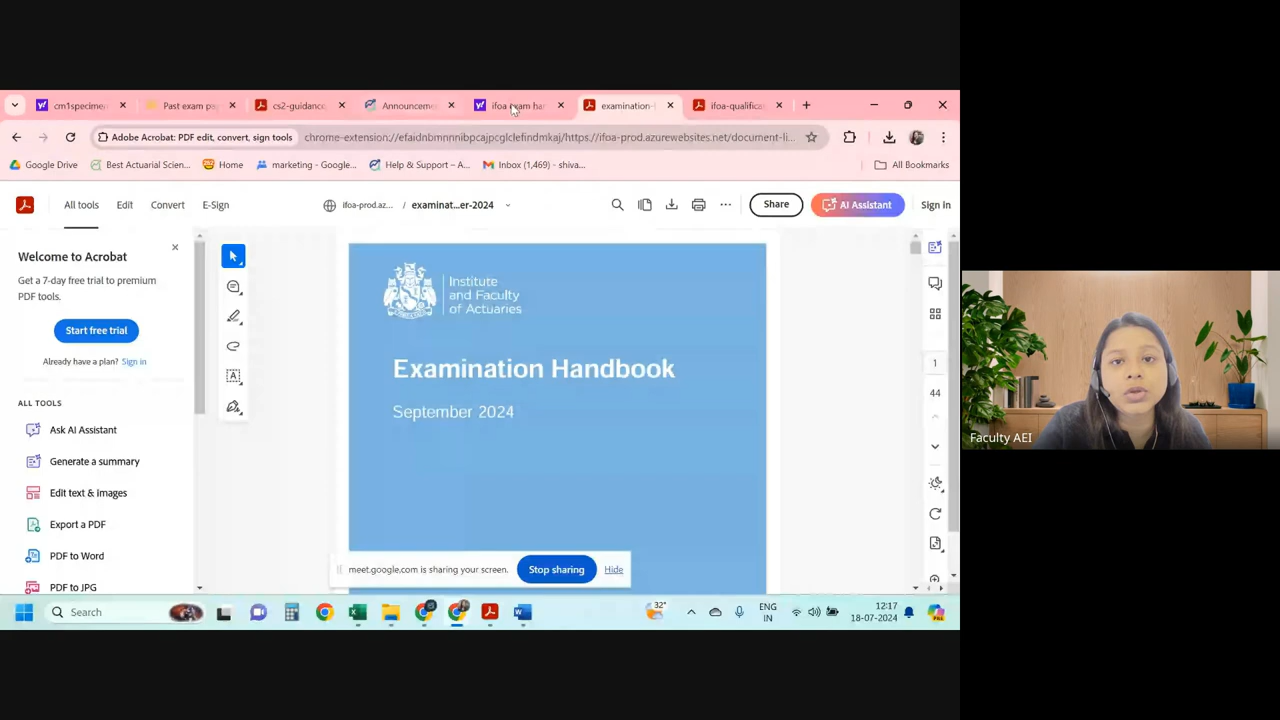 cm1specimen
Past exam pap
cs2-guidance
Announceme
ifoa exam har
examination-
ifoa-qualifica
Adobe Acrobat: PDF edit, convert, sign tools
chrome-extension://efaidnbmnnnibpcajpcglclefindmkaj/https://ifoa-prod.azurewebsites.net/document-li...
Google Drive
Best Actuarial Scien...
Home
marketing - Google...
Help & Support – A...
Inbox (1,469) - shiva...
All Bookmarks
All tools
Edit
Convert
E-Sign
ifoa-prod.az...
/
examinat...er-2024
Share
AI Assistant
Sign in
Welcome to Acrobat
Get a 7-day free trial to premium
PDF tools.
Start free trial
Already have a plan? Sign in
ALL TOOLS
Ask AI Assistant
Generate a summary
Edit text & images
Export a PDF
PDF to Word
PDF to JPG
Institute
and Faculty
of Actuaries
Examination Handbook
September 2024
1
44
meet.google.com is sharing your screen.
Stop sharing
Hide
Search
32°
ENG
IN
12:17
18-07-2024
Faculty AEI